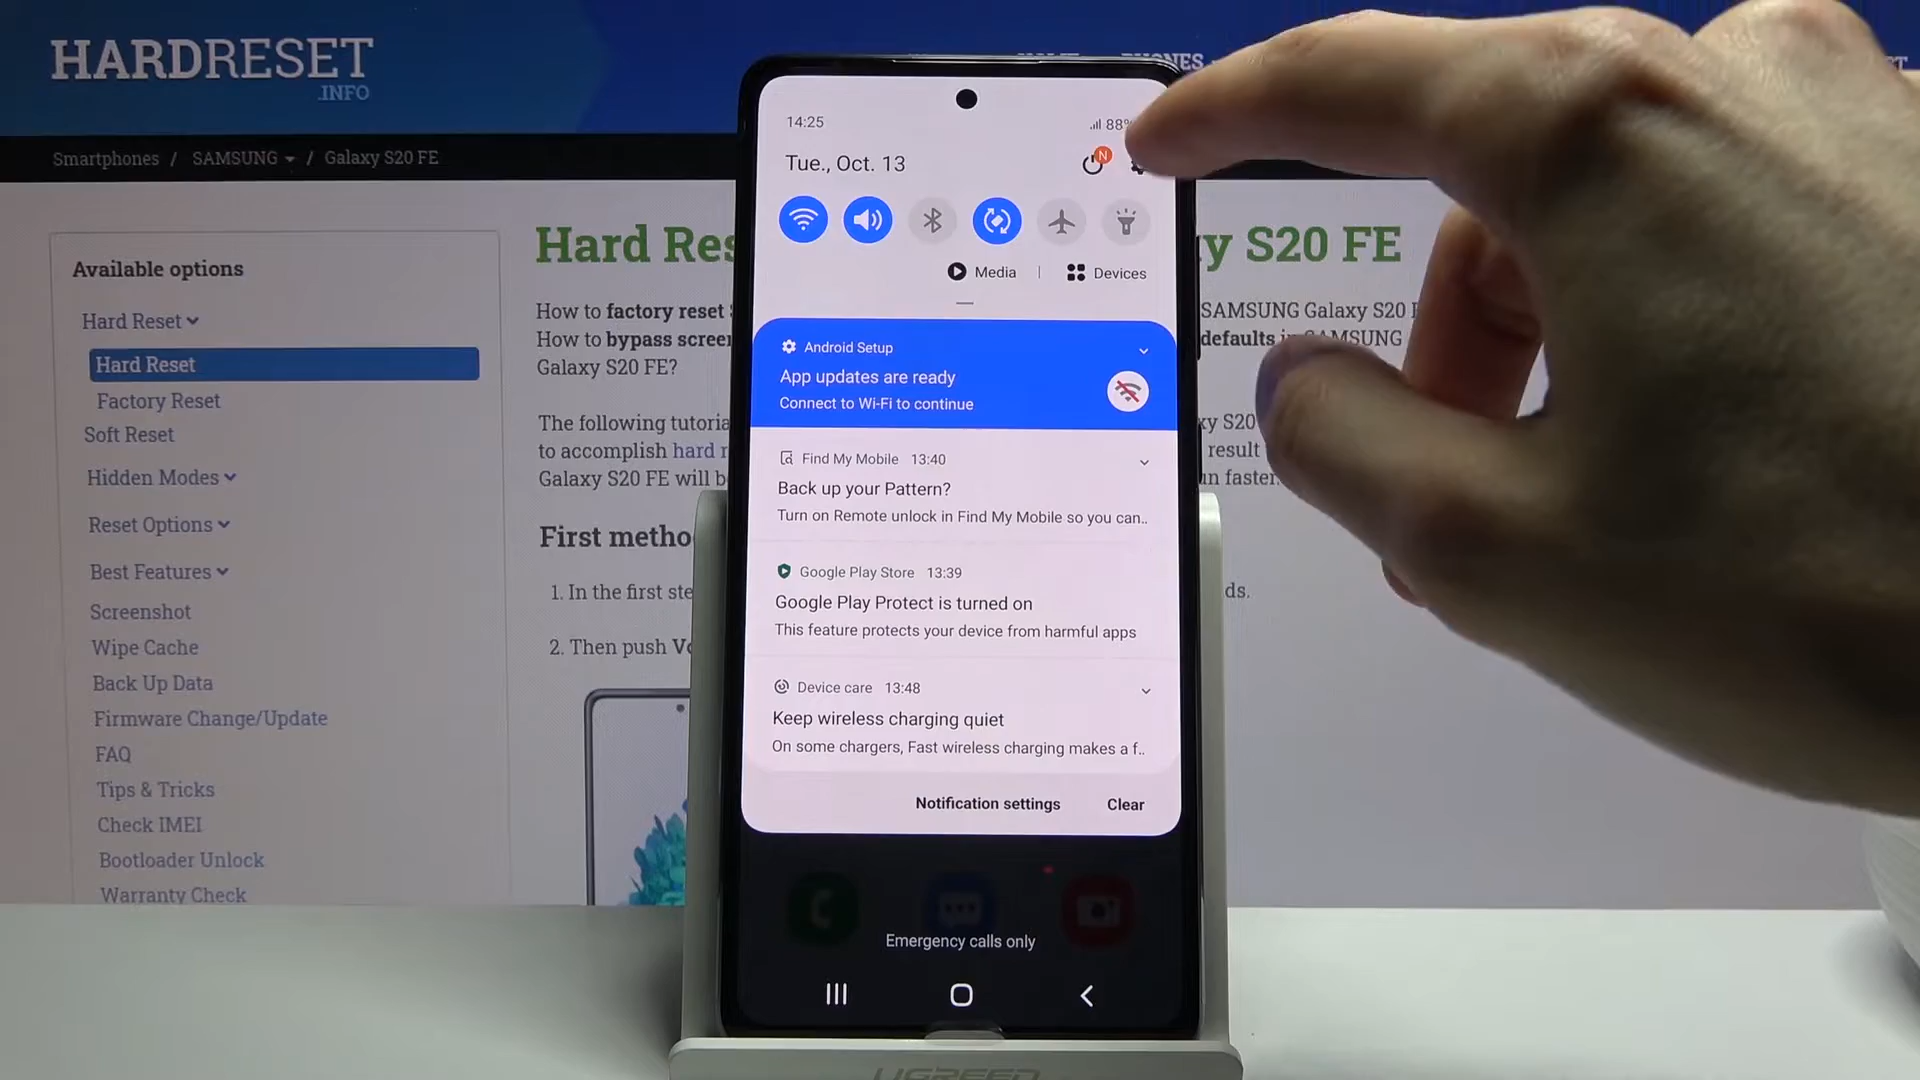 HARDRESET
.INFO
PHONES
Smartphones / SAMSUNG / Galaxy S20 FE
Available options
Hard Reset
Hard Reset
Factory Reset
Soft Reset
Hidden Modes
Reset Options
Best Features
Screenshot
Wipe Cache
Back Up Data
Firmware Change/Update
FAQ
Tips & Tricks
Check IMEI
Bootloader Unlock
Warranty Check
Hard Res
y S20 FE
How to factory reset
SAMSUNG Galaxy S20
How to bypass
defaults in SAMSUNG
Galaxy S20 FE?
The following
S20
to accomplish hard
result
Galaxy S20 FE will
faster.
First
1. In the first
ds.
2. Then push
14:25
88%
Tue., Oct. 13
N
Media | Devices
Android Setup
App updates are ready
Connect to Wi-Fi to continue
Find My Mobile 13:40
Back up your Pattern?
Turn on Remote unlock in Find My Mobile so you can..
Google Play Store 13:39
Google Play Protect is turned on
This feature protects your device from harmful apps
Device care 13:48
Keep wireless charging quiet
On some chargers, Fast wireless charging makes a f..
Notification settings Clear
Emergency calls only
UGREEN